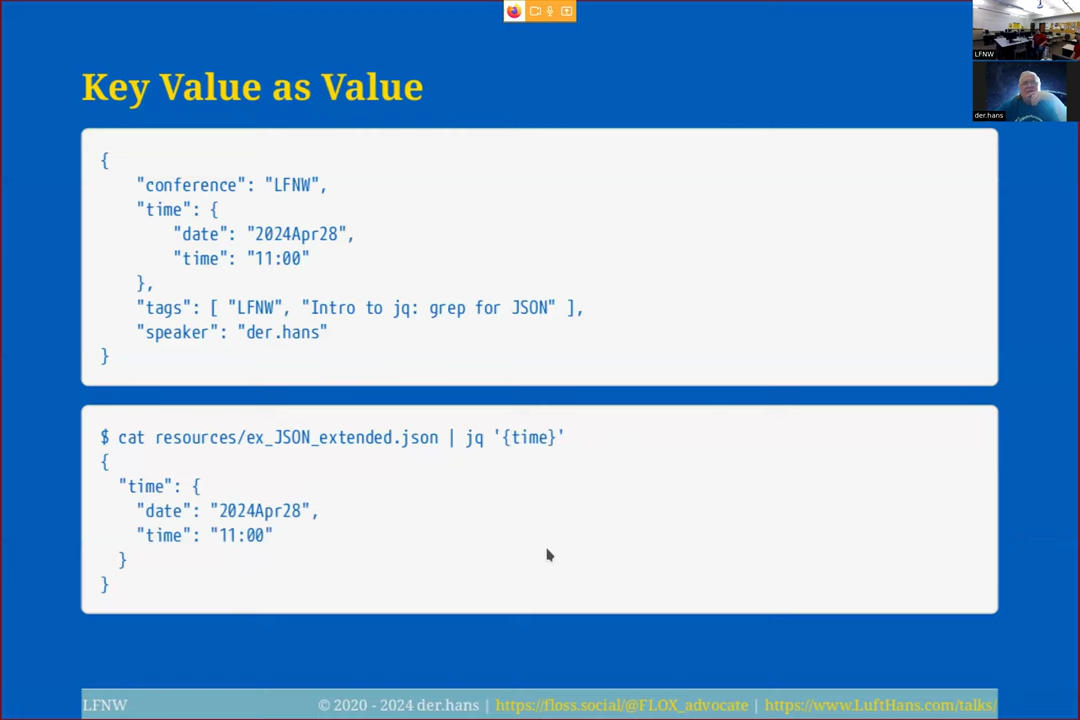 LFNW
Key Value as Value
der.hans
{
    "conference": "LFNW",
    "time": {
        "date": "2024Apr28",
        "time": "11:00"
    },
    "tags": [ "LFNW", "Intro to jq: grep for JSON" ],
    "speaker": "der.hans"
}
$ cat resources/ex_JSON_extended.json | jq '{time}'
{
  "time": {
    "date": "2024Apr28",
    "time": "11:00"
  }
}
LFNW © 2020 - 2024 der.hans | https://floss.social/@FLOX_advocate | https://www.LuftHans.com/talks/